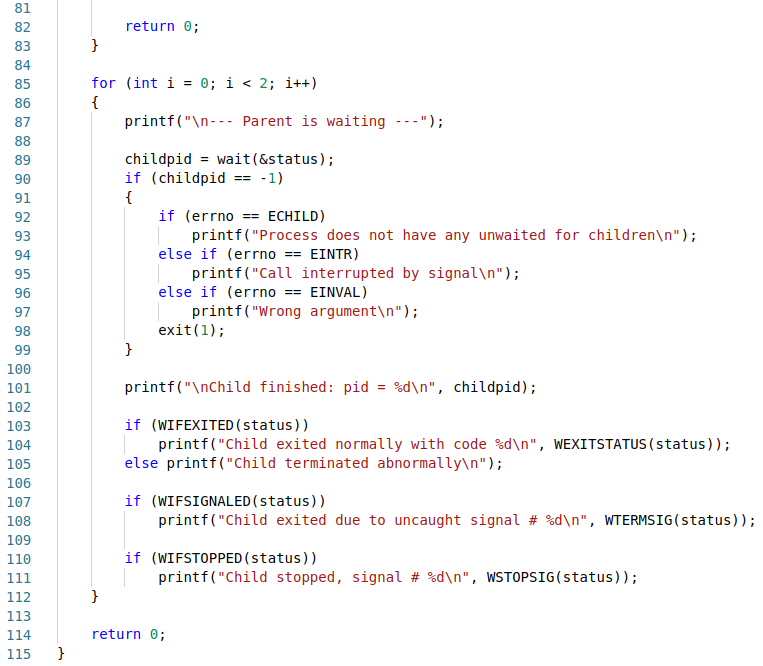 81
82 return 0;
83 }
84
85 for (int i = 0; i < 2; i++)
86 {
87 printf("\n--- Parent is waiting ---");
88
89 childpid = wait(&status);
90 if (childpid == -1)
91 {
92 if (errno == ECHILD)
93 printf("Process does not have any unwaited for children\n");
94 else if (errno == EINTR)
95 printf("Call interrupted by signal\n");
96 else if (errno == EINVAL)
97 printf("Wrong argument\n");
98 exit(1);
99 }
100
101 printf("\nChild finished: pid = %d\n", childpid);
102
103 if (WIFEXITED(status))
104 printf("Child exited normally with code %d\n", WEXITSTATUS(status));
105 else printf("Child terminated abnormally\n");
106
107 if (WIFSIGNALED(status))
108 printf("Child exited due to uncaught signal # %d\n", WTERMSIG(status));
109
110 if (WIFSTOPPED(status))
111 printf("Child stopped, signal # %d\n", WSTOPSIG(status));
112 }
113
114 return 0;
115 }